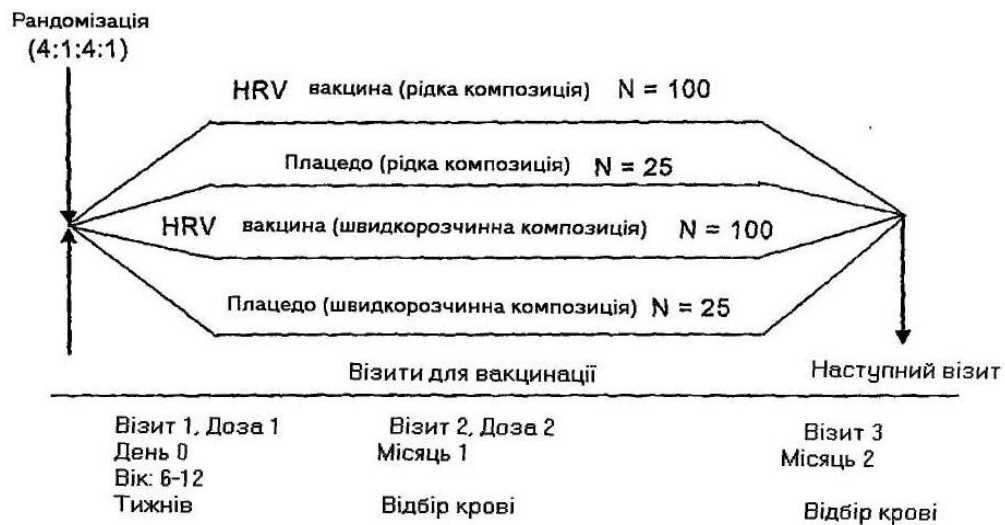 Рандомізація
(4:1:4:1)
HRV вакцина (рідка композиція) N = 100
Плацедо (рідка композиція) N = 25
HRV вакцина (швидкорозчинна композиція) N = 100
Плацедо (швидкорозчинна композиція) N = 25
Візити для вакцинації
Наступний візит
Візит 1, Доза 1
День 0
Вік: 6-12
Тижнів
Візит 2, Доза 2
Місяць 1
Відбір крові
Візит 3
Місяць 2
Відбір крові